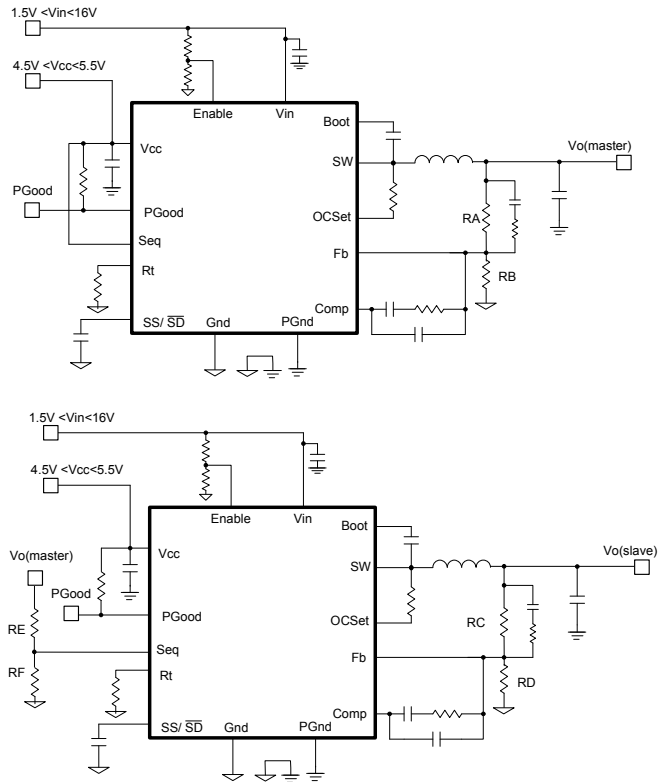 1.5V <Vin<16V
4.5V <Vcc<5.5V
Enable
Vin
Boot
Vcc
SW
Vo(master)
PGood
PGood
OCSet
RA
Seq
Fb
Rt
RB
Comp
SS/ SD
Gnd
PGnd
1.5V <Vin<16V
4.5V <Vcc<5.5V
Enable
Vin
Boot
Vo(master)
Vcc
SW
Vo(slave)
PGood
PGood
OCSet
RE
RC
Seq
Fb
RF
Rt
RD
Comp
SS/ SD
Gnd
PGnd